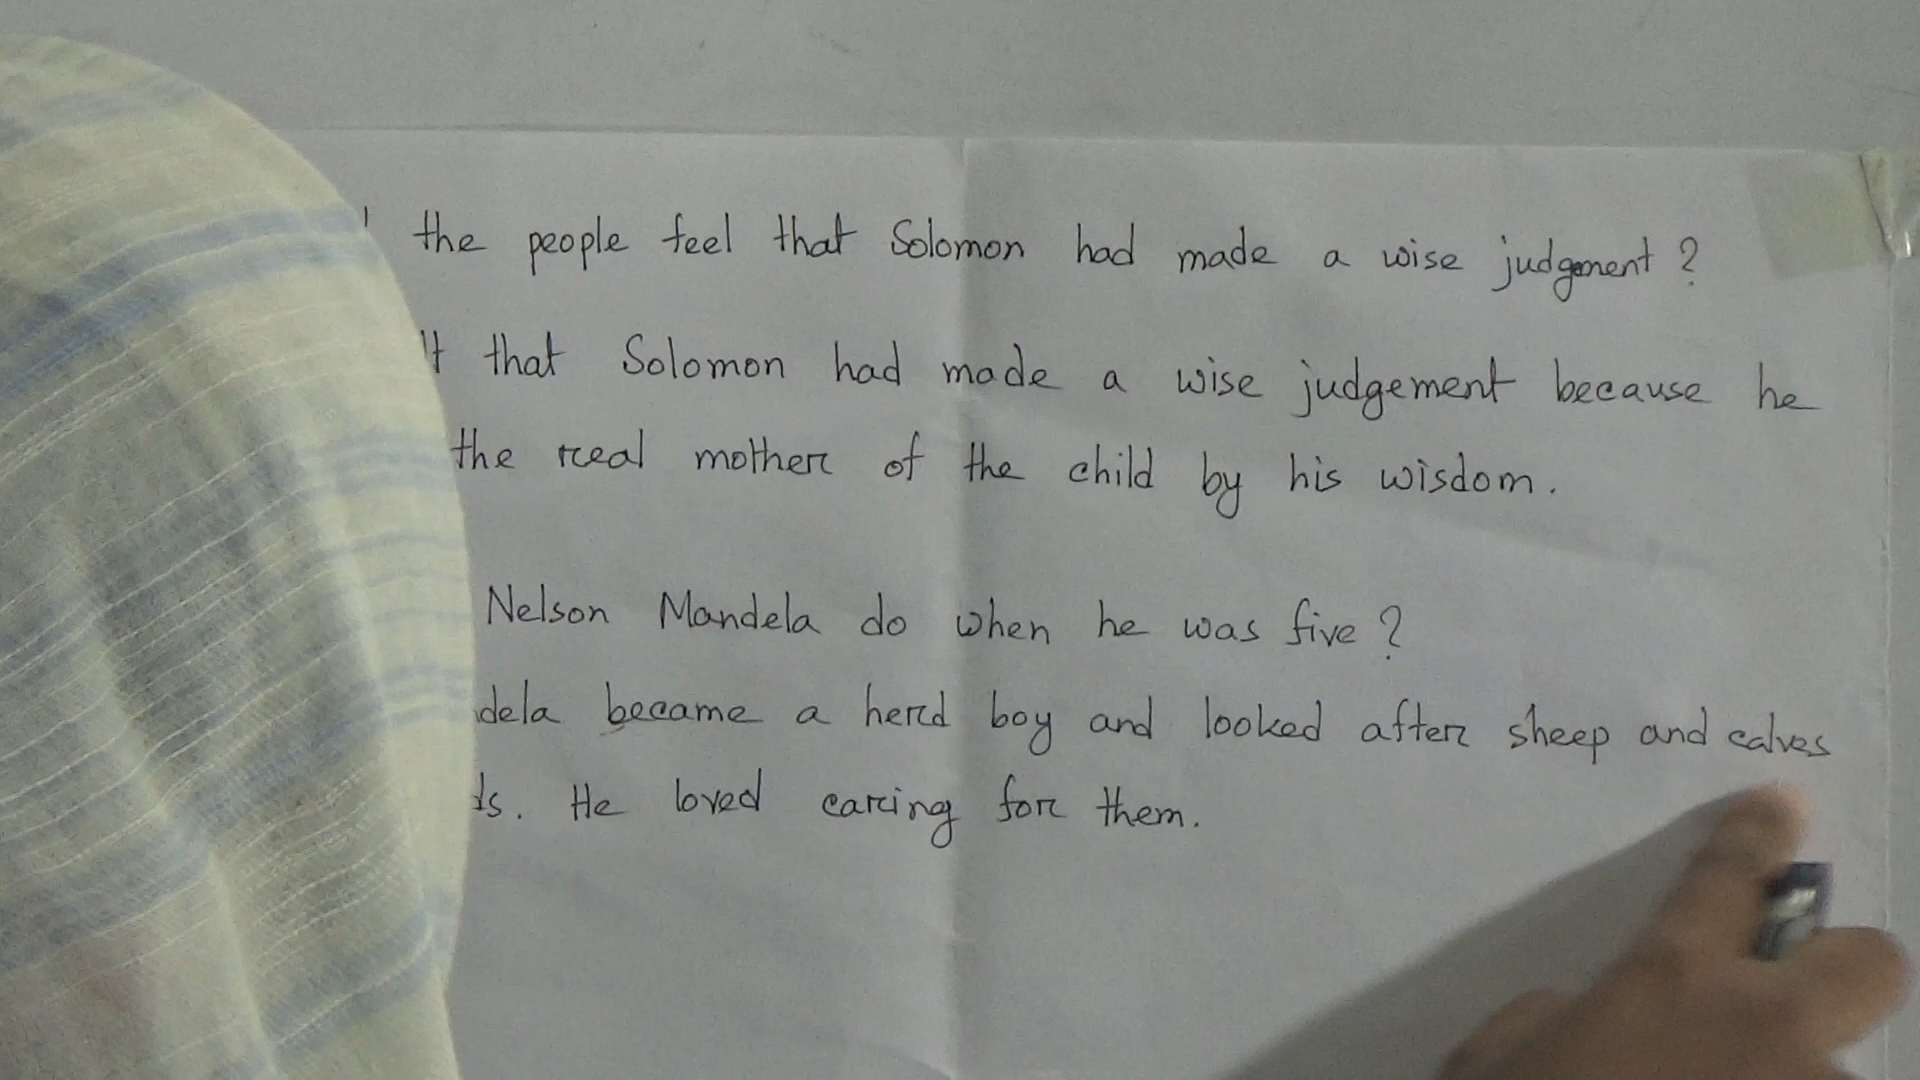 the people feel that Solomon had made a wise judgement ?
that Solomon had made a wise judgement because he
the real mother of the child by his wisdom.
Nelson Mandela do when he was five ?
dela became a herd boy and looked after sheep and calves
ds. He loved caring for them.